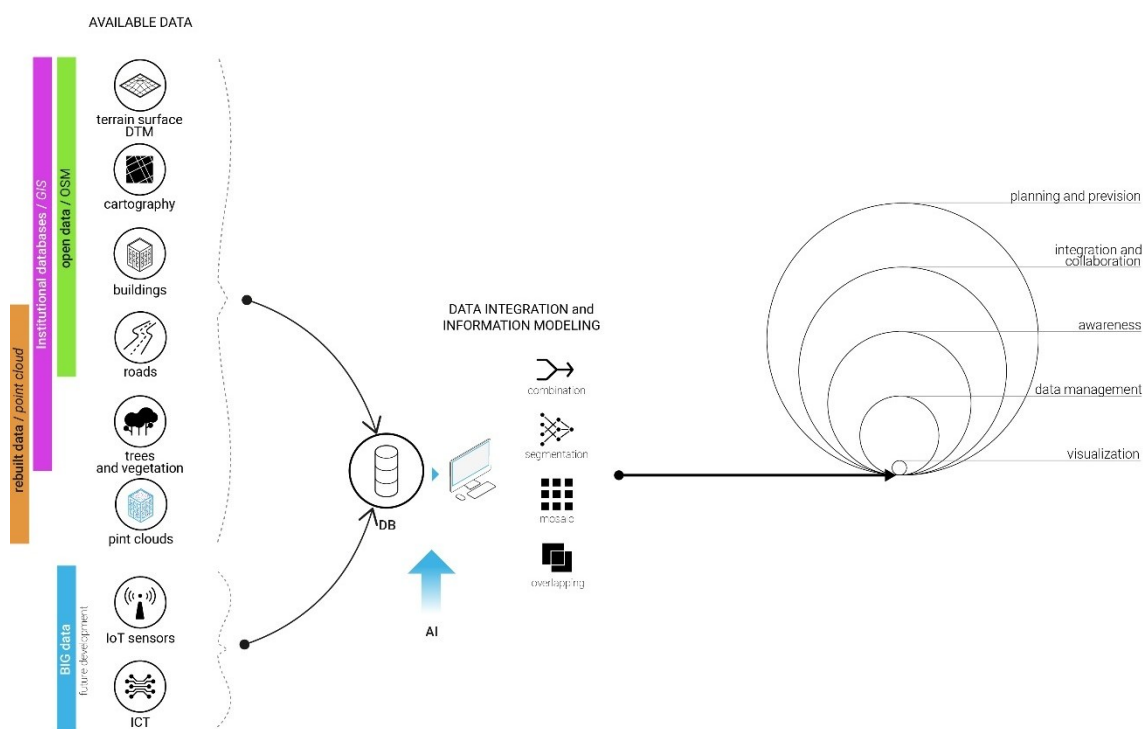 AVAILABLE DATA
Institutional databases / GIS
open data / OSM
rebuilt data / point cloud
terrain surface
DTM
cartography
buildings
roads
trees
and vegetation
pint clouds
BIG data
future development
IoT sensors
ICT
DB
AI
DATA INTEGRATION and
INFORMATION MODELING
combination
segmentation
mosaic
overlapping
planning and prevision
integration and
collaboration
awareness
data management
visualization